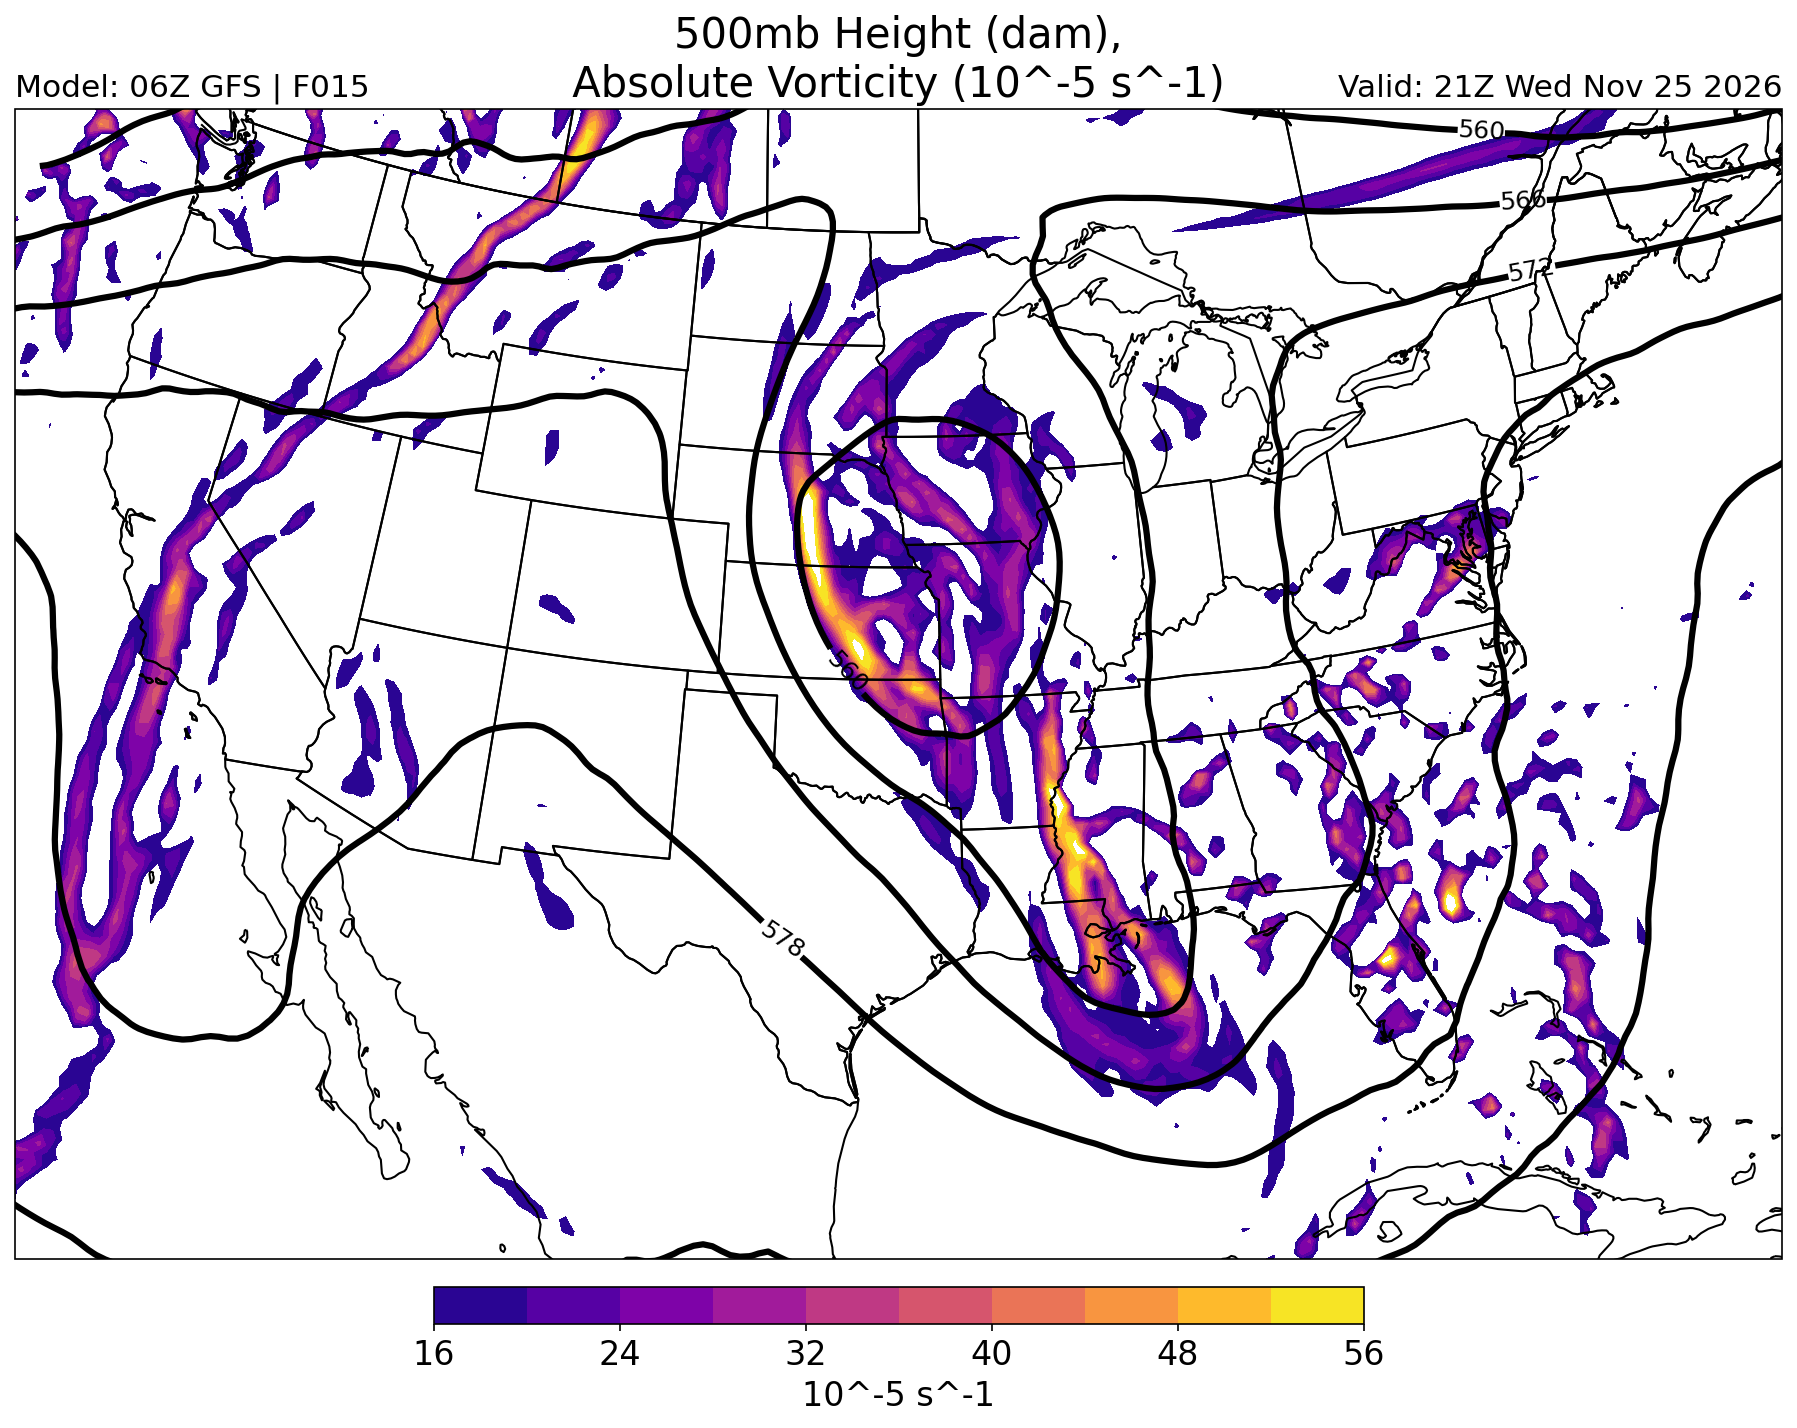 500mb Height (dam),
Absolute Vorticity (10^-5 s^-1)
Model: 06Z GFS | F015
Valid: 21Z Wed Nov 25 2026
560
566
572
560
578
16
24
32
40
48
56
10^-5 s^-1